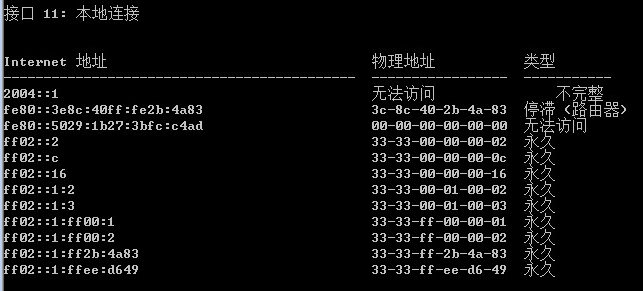 接口 11: 本地连接
Internet 地址 物理地址 类型
--------------------------------------------  -----------------  -----------
2004::1 无法访问 不完整
fe80::3e8c:40ff:fe2b:4a83 3c-8c-40-2b-4a-83 停滞 (路由器)
fe80::5029:1b27:3bfc:c4ad 00-00-00-00-00-00 无法访问
ff02::2 33-33-00-00-00-02 永久
ff02::c 33-33-00-00-00-0c 永久
ff02::16 33-33-00-00-00-16 永久
ff02::1:2 33-33-00-01-00-02 永久
ff02::1:3 33-33-00-01-00-03 永久
ff02::1:ff00:1 33-33-ff-00-00-01 永久
ff02::1:ff00:2 33-33-ff-00-00-02 永久
ff02::1:ff2b:4a83 33-33-ff-2b-4a-83 永久
ff02::1:ffee:d649 33-33-ff-ee-d6-49 永久